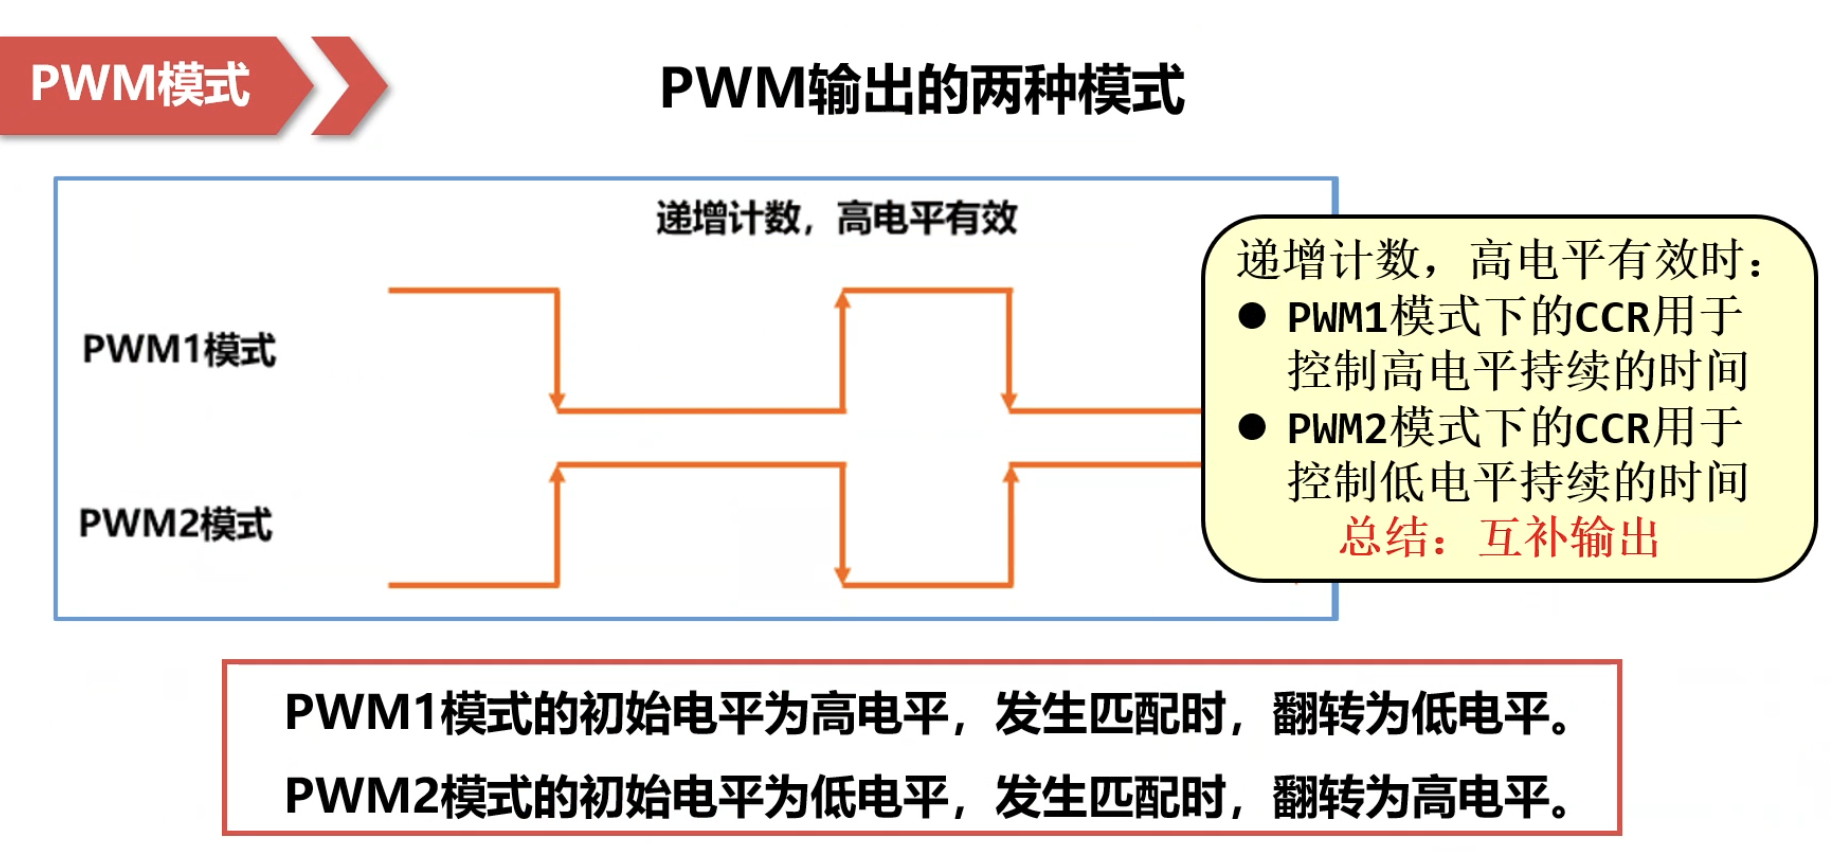 PWM模式
PWM输出的两种模式
递增计数，高电平有效
PWM1模式
PWM2模式
递增计数，高电平有效时：
● PWM1模式下的CCR用于
控制高电平持续的时间
● PWM2模式下的CCR用于
控制低电平持续的时间
总结：互补输出
PWM1模式的初始电平为高电平，发生匹配时，翻转为低电平。
PWM2模式的初始电平为低电平，发生匹配时，翻转为高电平。